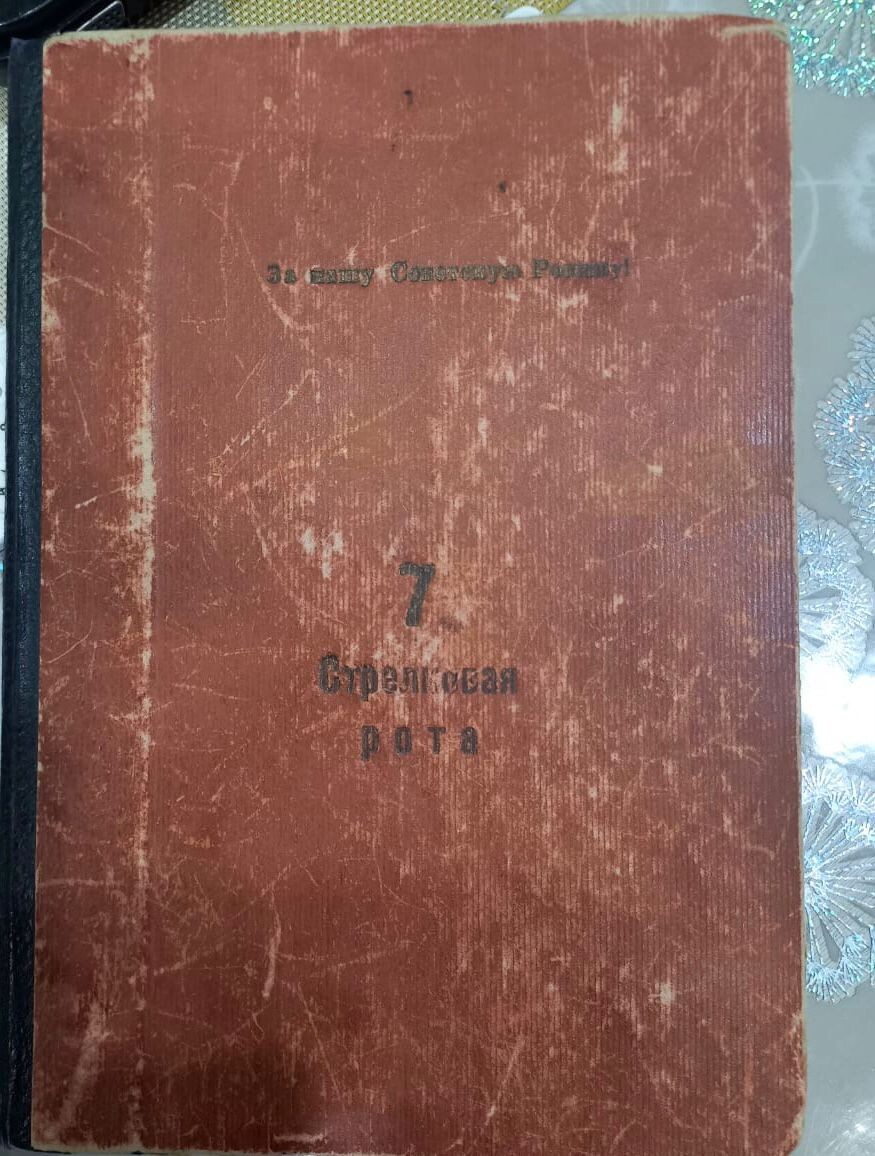 За нашу Советскую Родину!
7
Стрелковая
рота